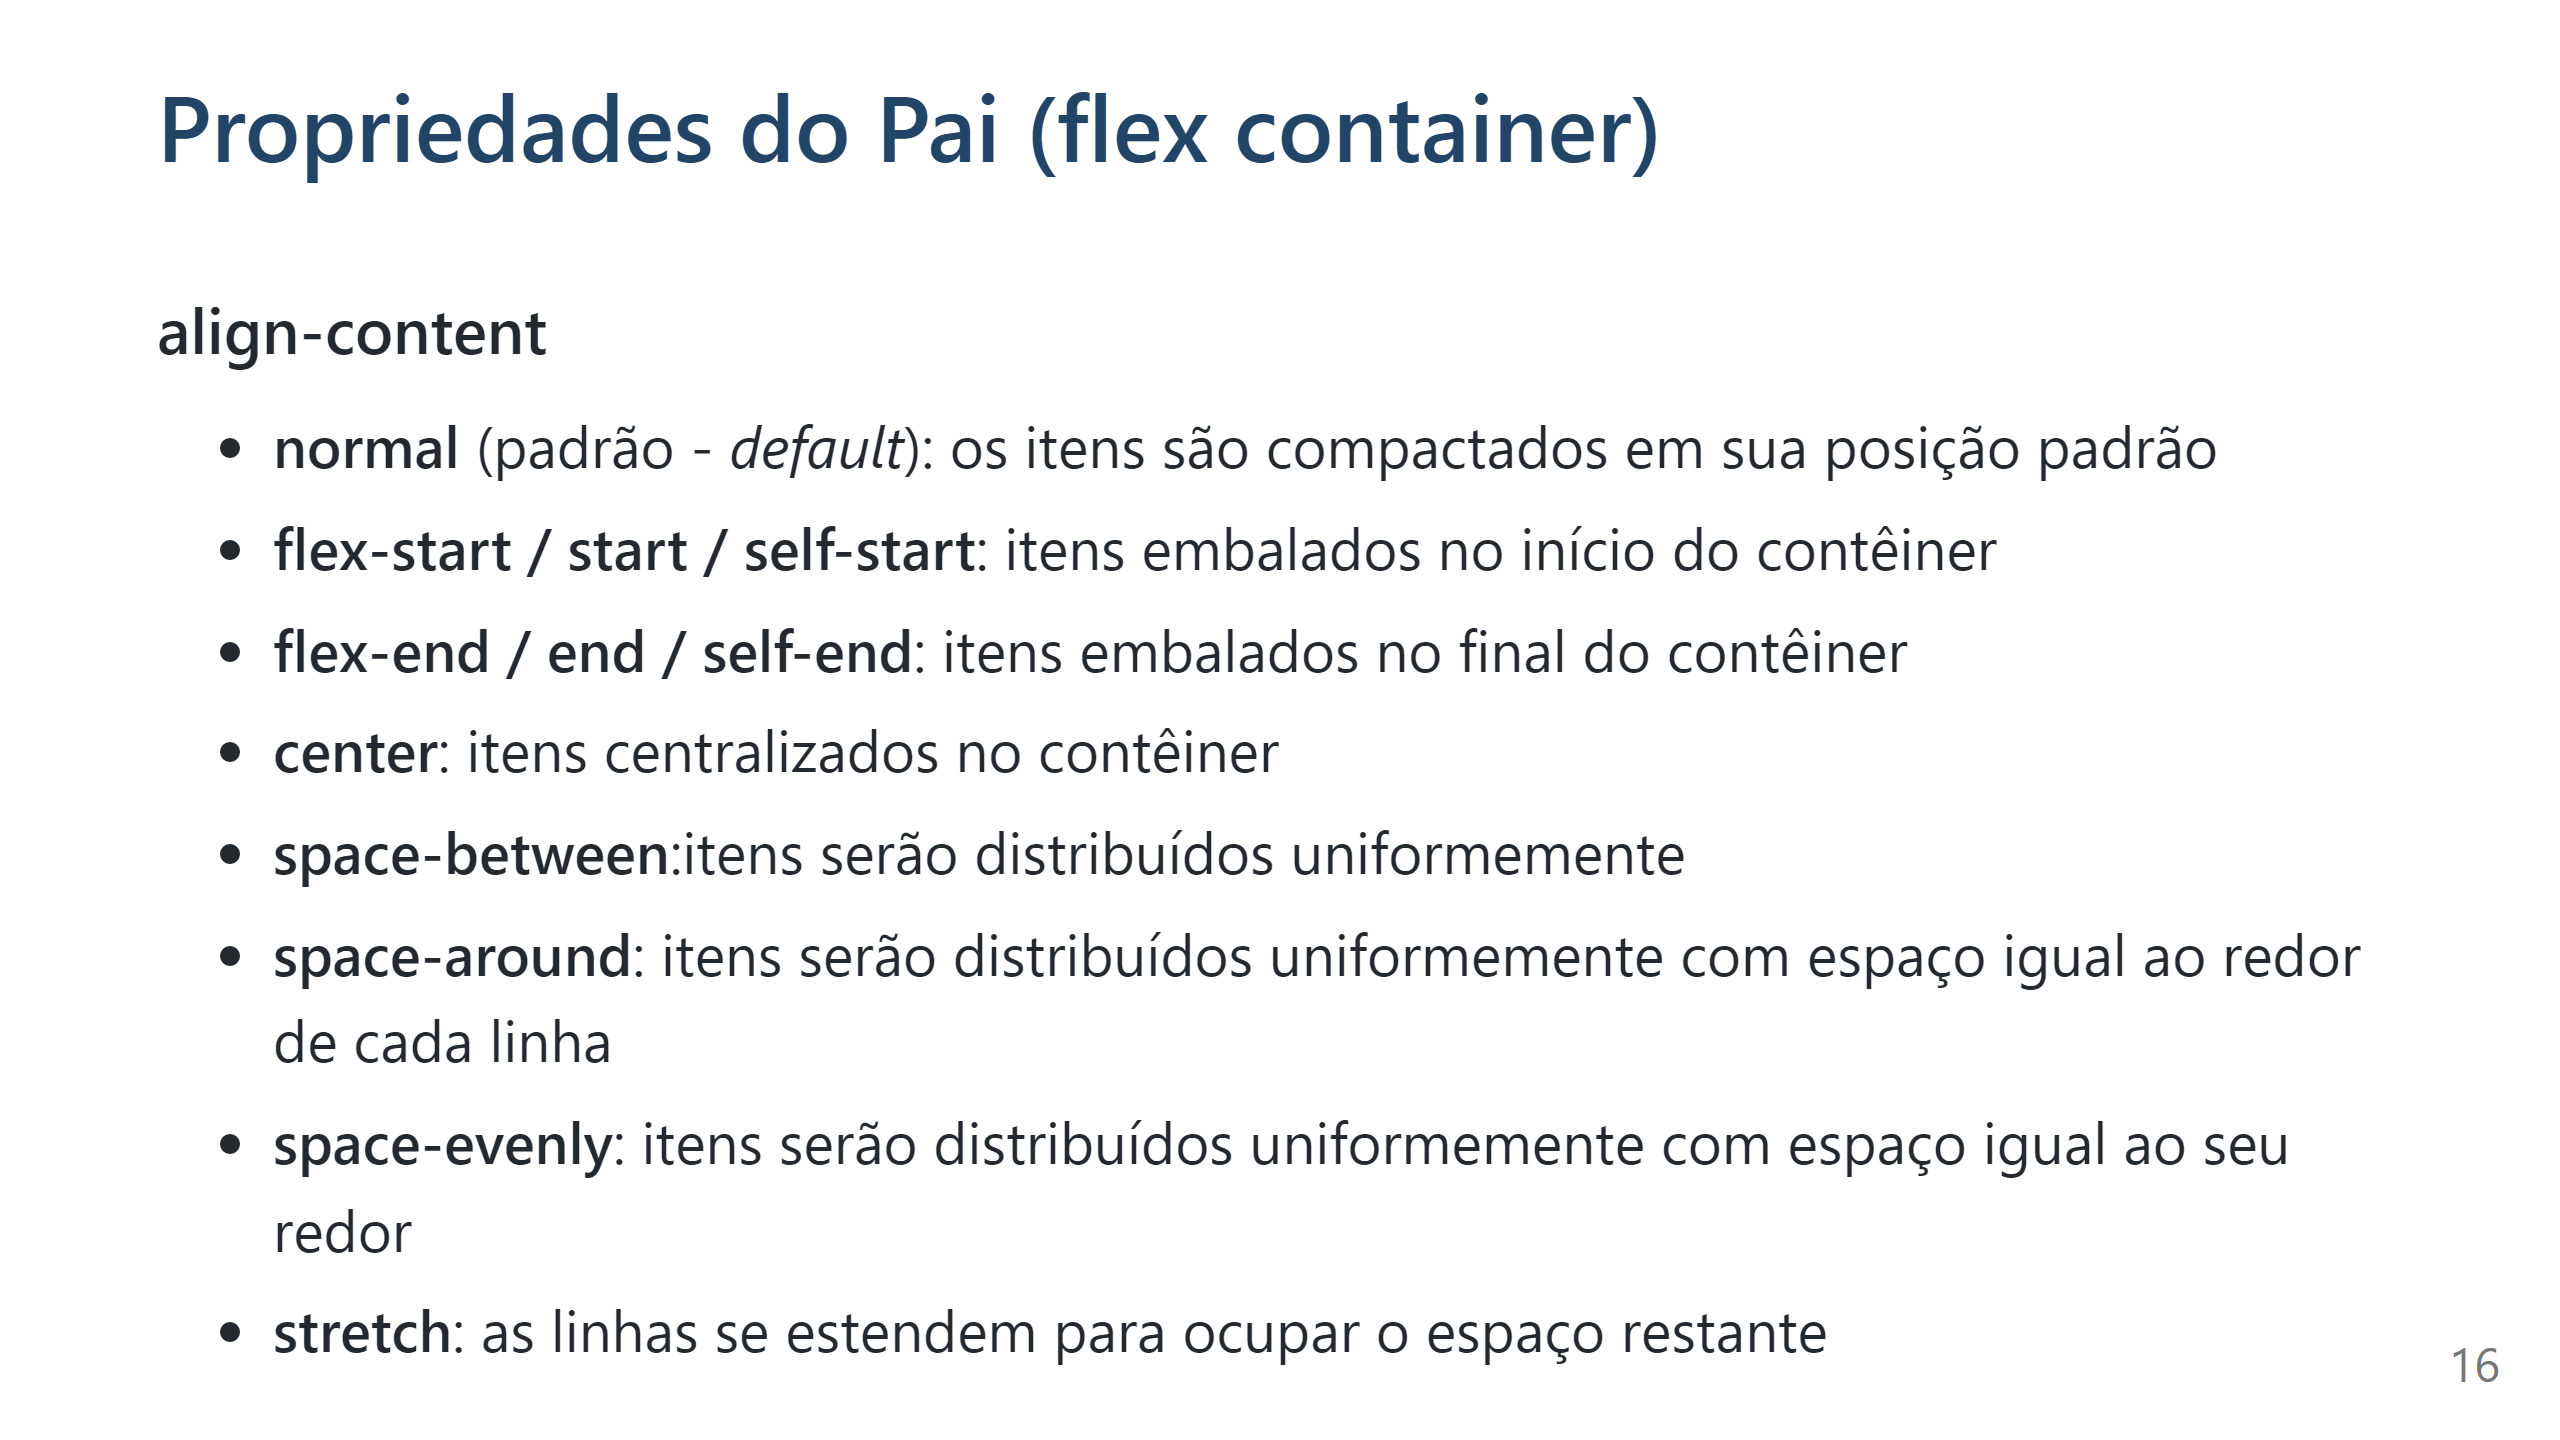 Propriedades do Pai (flex container)
align-content
• normal (padrão - default): os itens são compactados em sua posição padrão
• flex-start / start / self-start: itens embalados no início do contêiner
• flex-end / end / self-end: itens embalados no final do contêiner
• center: itens centralizados no contêiner
• space-between:itens serão distribuídos uniformemente
• space-around: itens serão distribuídos uniformemente com espaço igual ao redor
de cada linha
• space-evenly: itens serão distribuídos uniformemente com espaço igual ao seu
redor
• stretch: as linhas se estendem para ocupar o espaço restante
16